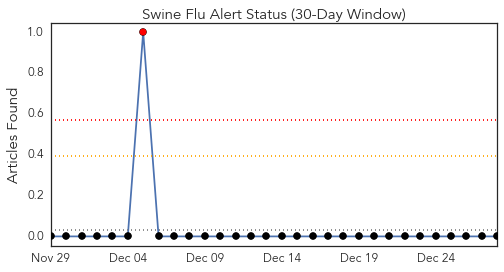 Swine Flu Alert Status (30-Day Window)
Articles Found
1.0
0.8
0.6
0.4
0.2
0.0
Nov 29 Dec 04 Dec 09 Dec 14 Dec 19 Dec 24